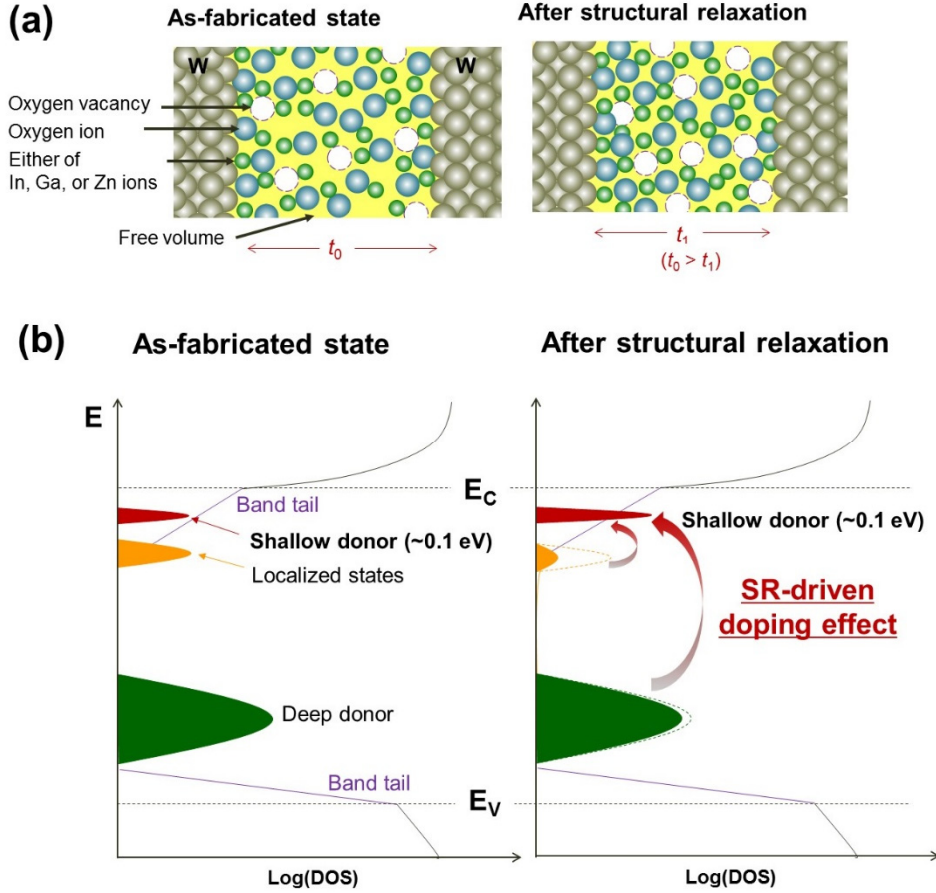 (a)
As-fabricated state
After structural relaxation
W
W
Oxygen vacancy
Oxygen ion
Either of
In, Ga, or Zn ions
Free volume
t0
t1
(t0 > t1)
(b)
As-fabricated state
After structural relaxation
E
EC
Band tail
Shallow donor (~0.1 eV)
Localized states
Shallow donor (~0.1 eV)
SR-driven
doping effect
Deep donor
Band tail
EV
Log(DOS)
Log(DOS)